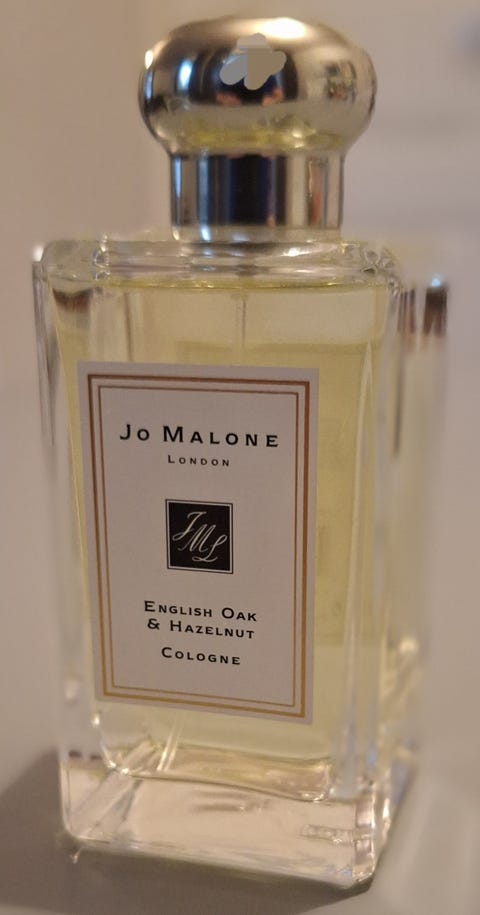 Jo Malone
London
JML
English Oak
& Hazelnut
Cologne